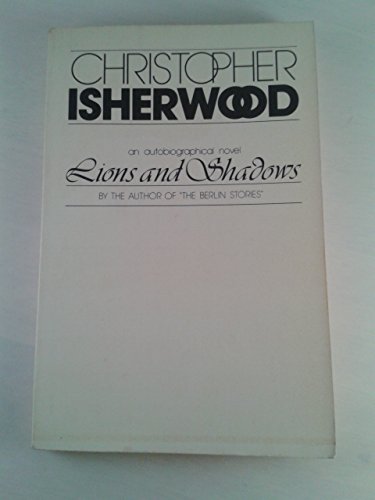 CHRISTOPHER
ISHERWOOD
an autobiographical novel
Lions and Shadows
BY THE AUTHOR OF "THE BERLIN STORIES"